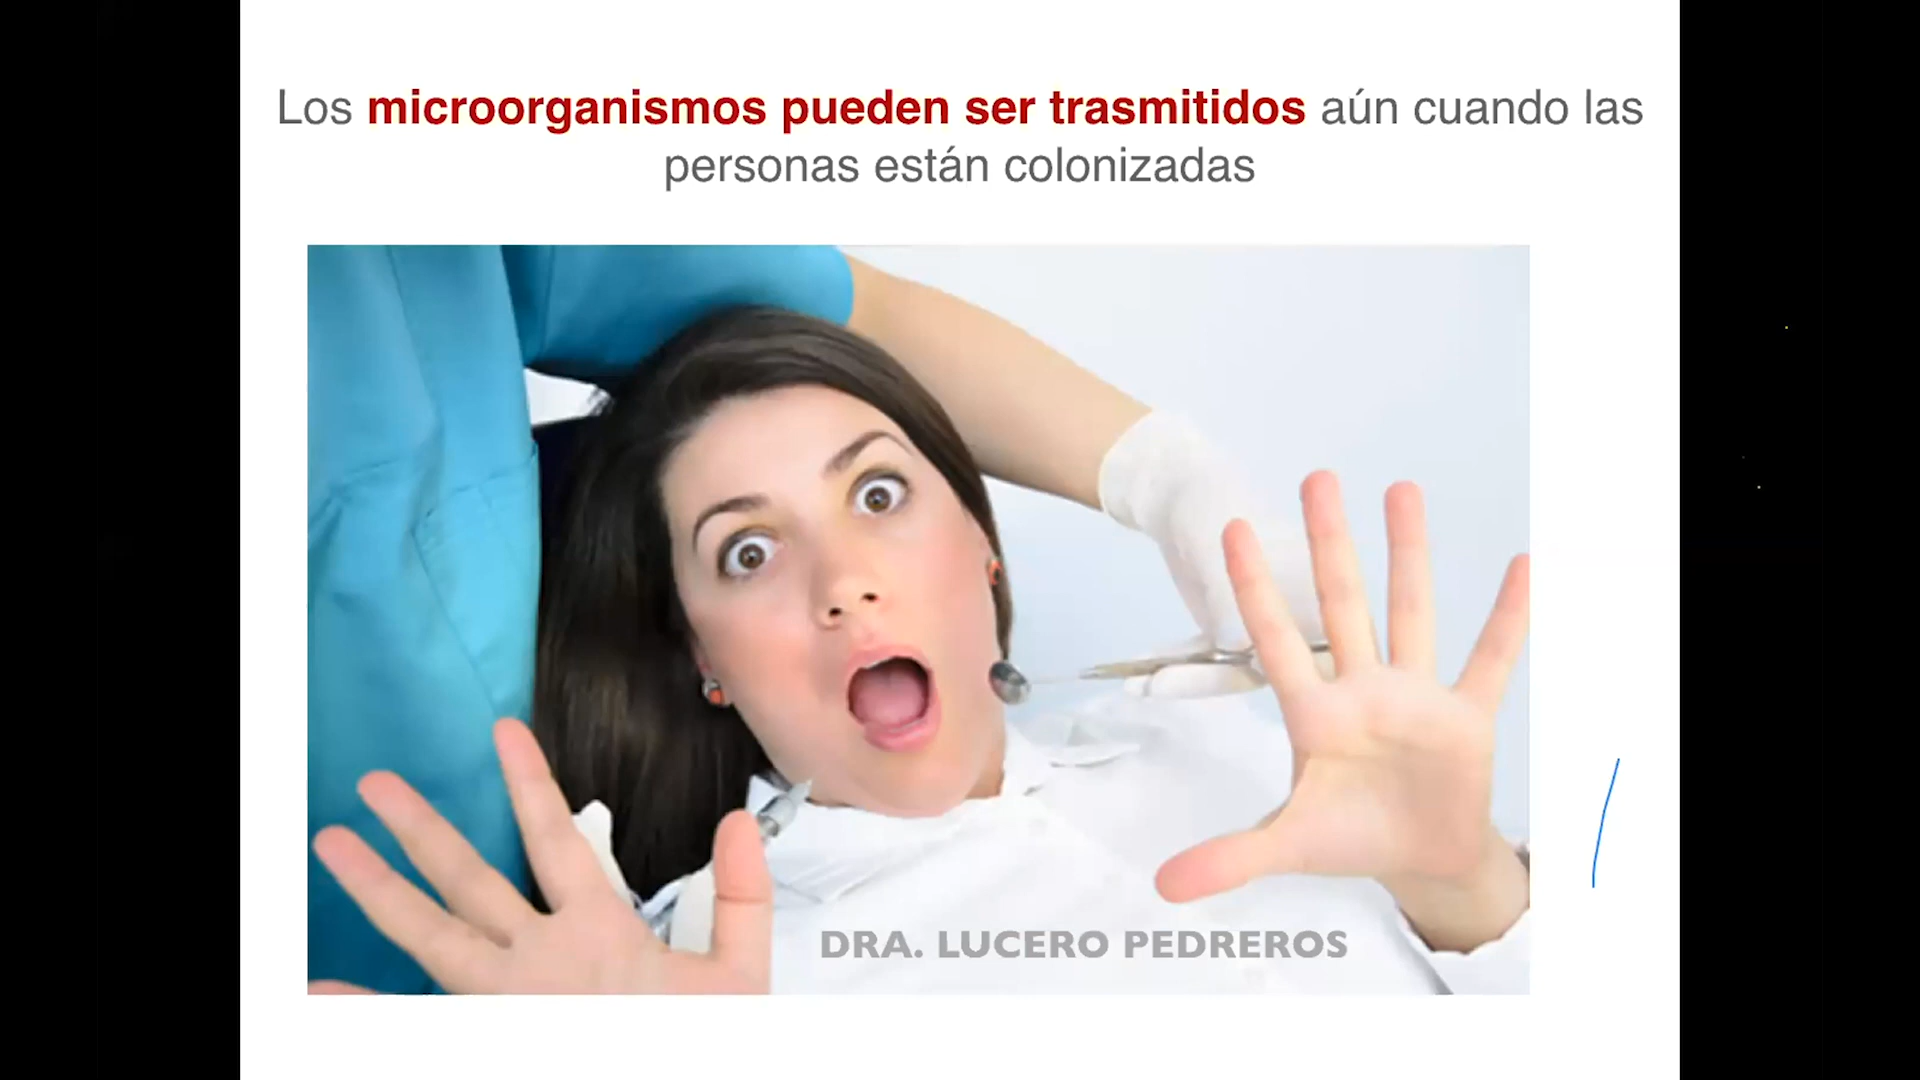 Los microorganismos pueden ser trasmitidos aún cuando las
personas están colonizadas
DRA. LUCERO PEDREROS